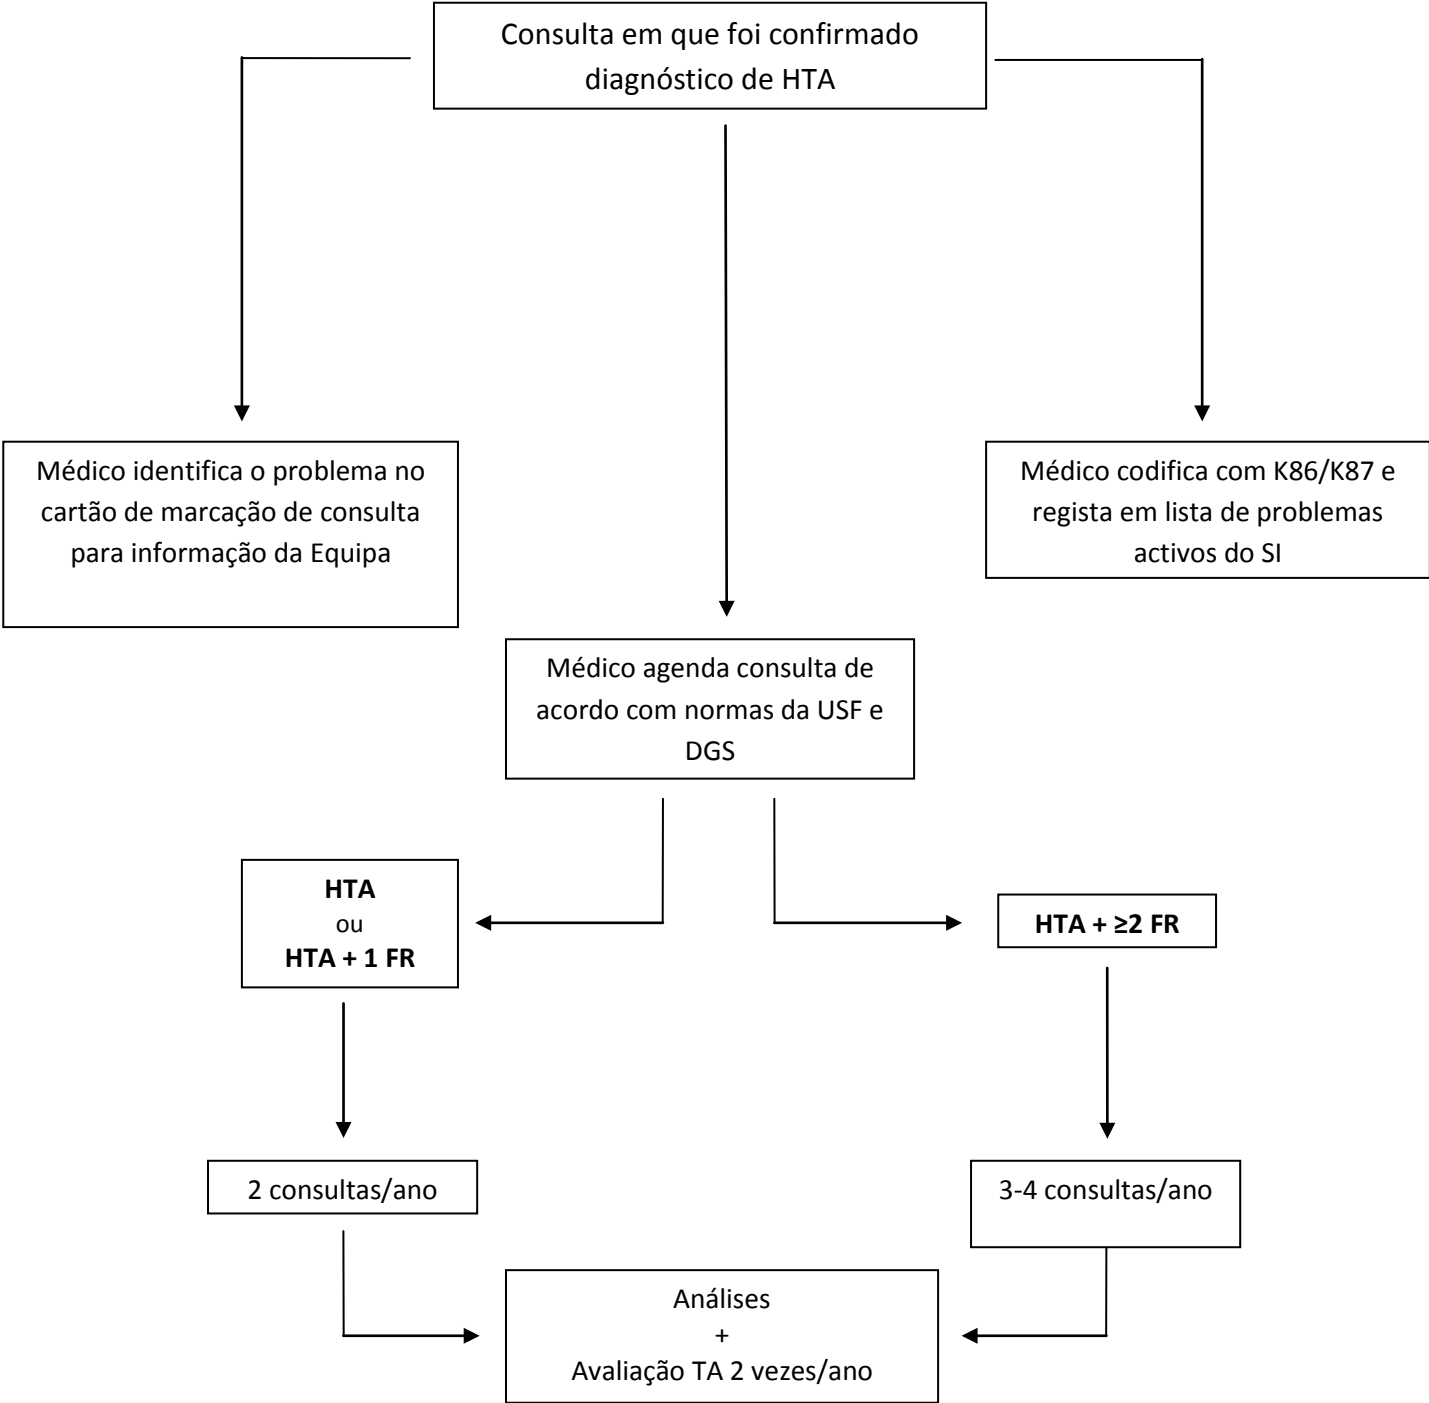 Consulta em que foi confirmado
diagnóstico de HTA
Médico identifica o problema no
cartão de marcação de consulta
para informação da Equipa
Médico codifica com K86/K87 e
regista em lista de problemas
activos do SI
Médico agenda consulta de
acordo com normas da USF e
DGS
HTA
ou
HTA + 1 FR
HTA + ≥2 FR
2 consultas/ano
3-4 consultas/ano
Análises
+
Avaliação TA 2 vezes/ano